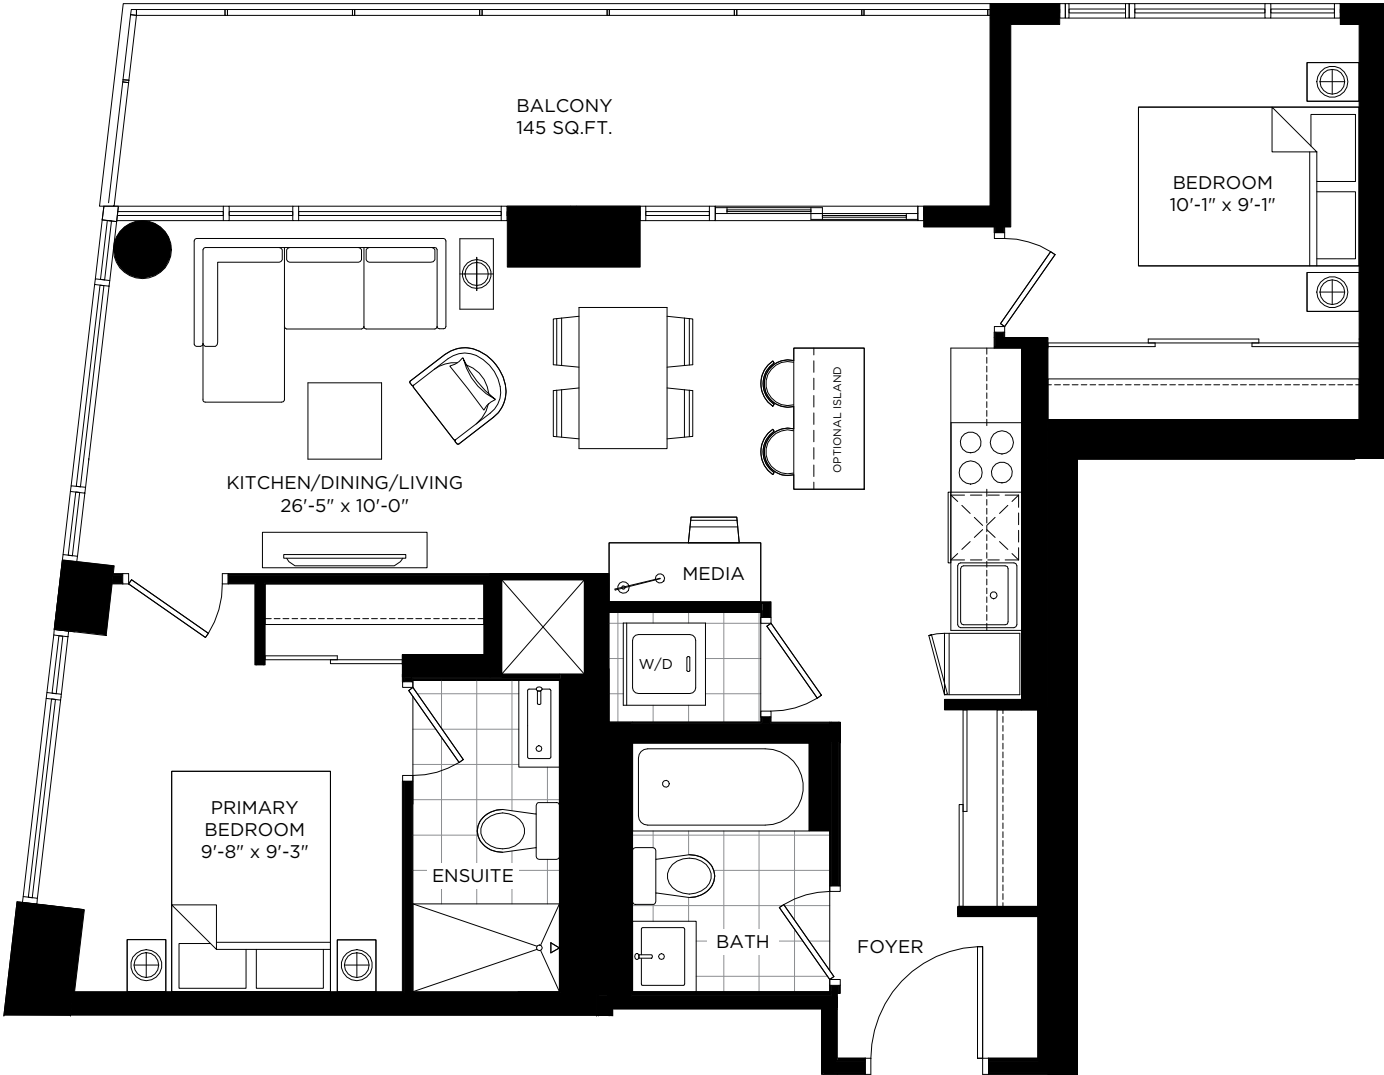 BALCONY
145 SQ.FT.
BEDROOM
10'-1" x 9'-1"
OPTIONAL ISLAND
KITCHEN/DINING/LIVING
26'-5" x 10'-0"
MEDIA
W/D
PRIMARY
BEDROOM
9'-8" x 9'-3"
ENSUITE
BATH
FOYER